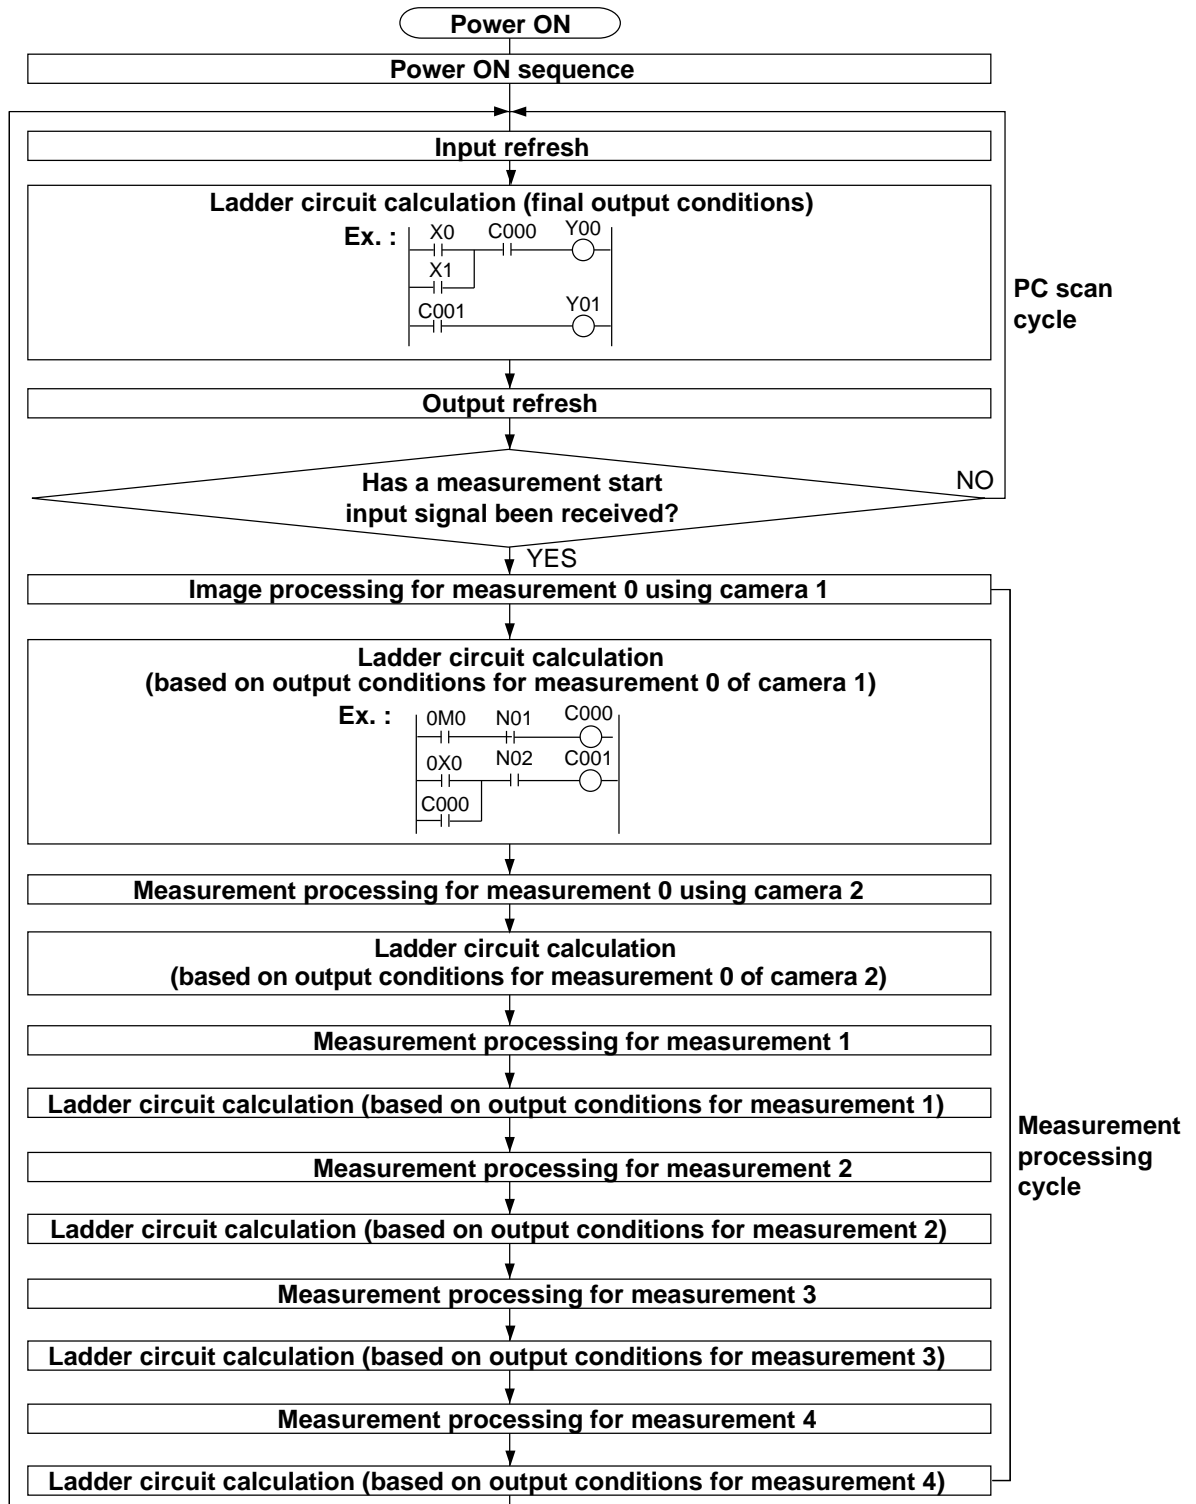 Power ON
Power ON sequence
Input refresh
Ladder circuit calculation (final output conditions)
Ex. :
X0 C000 Y00
X1
C001 Y01
PC scan
cycle
Output refresh
Has a measurement start
input signal been received?
NO
YES
Image processing for measurement 0 using camera 1
Ladder circuit calculation
(based on output conditions for measurement 0 of camera 1)
Ex. :
0M0 N01 C000
0X0 N02 C001
C000
Measurement processing for measurement 0 using camera 2
Ladder circuit calculation
(based on output conditions for measurement 0 of camera 2)
Measurement processing for measurement 1
Ladder circuit calculation (based on output conditions for measurement 1)
Measurement
processing
cycle
Measurement processing for measurement 2
Ladder circuit calculation (based on output conditions for measurement 2)
Measurement processing for measurement 3
Ladder circuit calculation (based on output conditions for measurement 3)
Measurement processing for measurement 4
Ladder circuit calculation (based on output conditions for measurement 4)